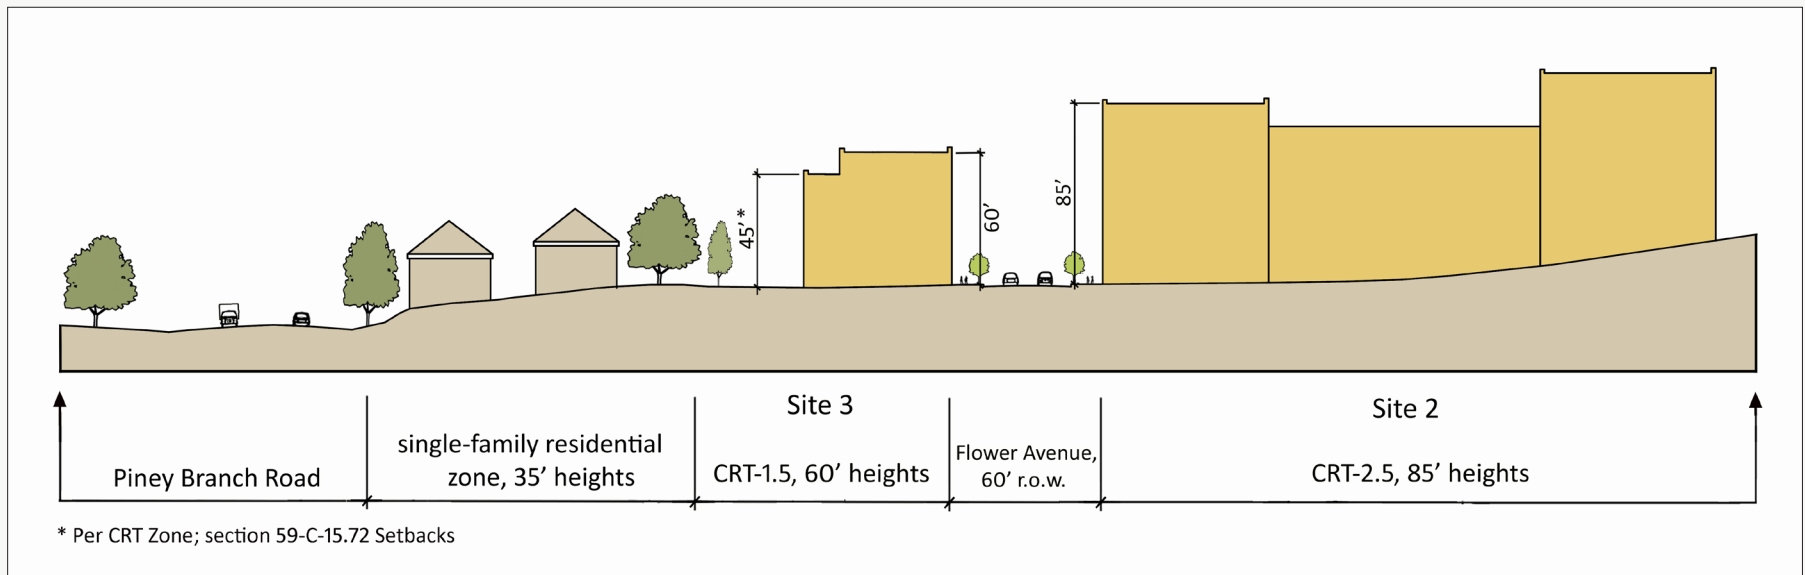 45’*
60’
85’
Site 3
Site 2
single-family residential
zone, 35’ heights
Piney Branch Road
CRT-1.5, 60’ heights
Flower Avenue,
60’ r.o.w.
CRT-2.5, 85’ heights
* Per CRT Zone; section 59-C-15.72 Setbacks